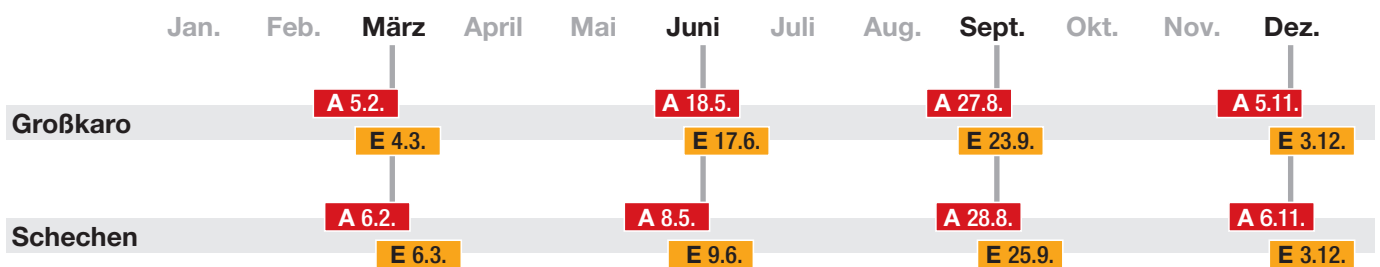 Jan. Feb. März April Mai Juni Juli Aug. Sept. Okt. Nov. Dez.
A 5.2. A 18.5. A 27.8. A 5.11.
Großkaro
E 4.3. E 17.6. E 23.9. E 3.12.
A 6.2. A 8.5. A 28.8. A 6.11.
Schechen
E 6.3. E 9.6. E 25.9. E 3.12.